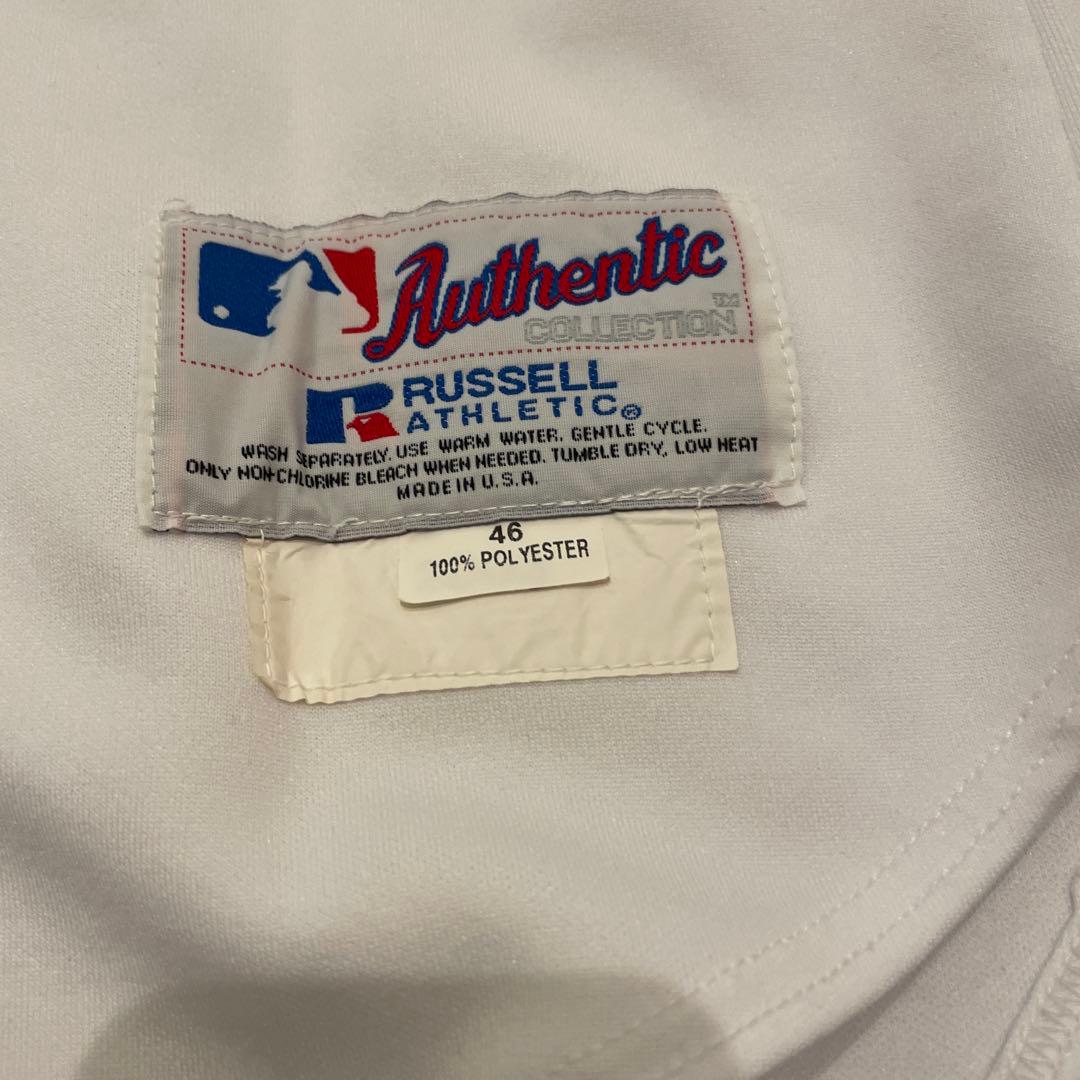 Authentic
COLLECTION™
RUSSELL
ATHLETIC®
WASH SEPARATELY. USE WARM WATER. GENTLE CYCLE.
ONLY NON-CHLORINE BLEACH WHEN NEEDED. TUMBLE DRY, LOW HEAT
MADE IN U.S.A.
46
100% POLYESTER